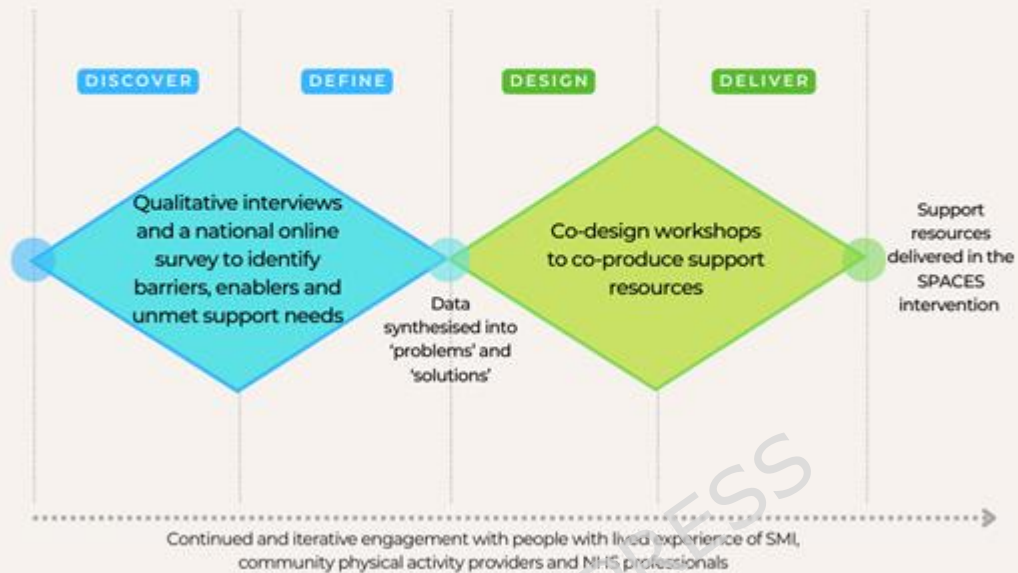 DISCOVER
DEFINE
DESIGN
DELIVER
Qualitative interviews
and a national online
survey to identify
barriers, enablers and
unmet support needs
Data
synthesised into
‘problems’ and
‘solutions’
Co-design workshops
to co-produce support
resources
Support
resources
delivered in the
SPACES
intervention
Continued and iterative engagement with people with lived experience of SMI,
community physical activity providers and NHS professionals
PRESS